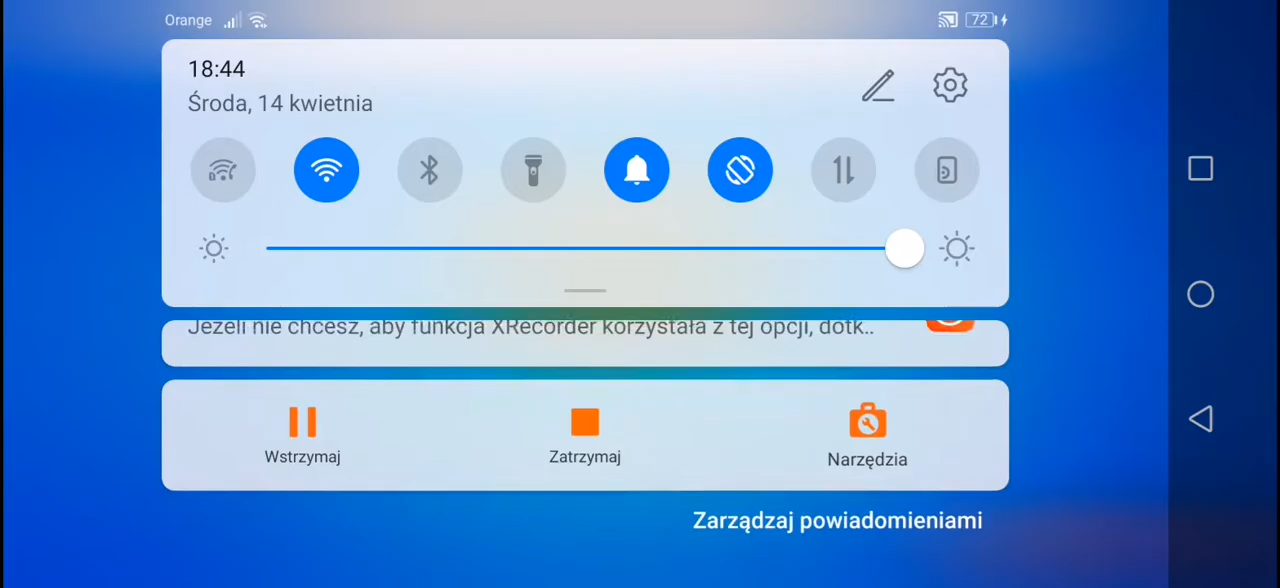 Orange
72
18:44
Środa, 14 kwietnia
Jeżeli nie chcesz, aby funkcja XRecorder korzystała z tej opcji, dotk..
Wstrzymaj
Zatrzymaj
Narzędzia
Zarządzaj powiadomieniami